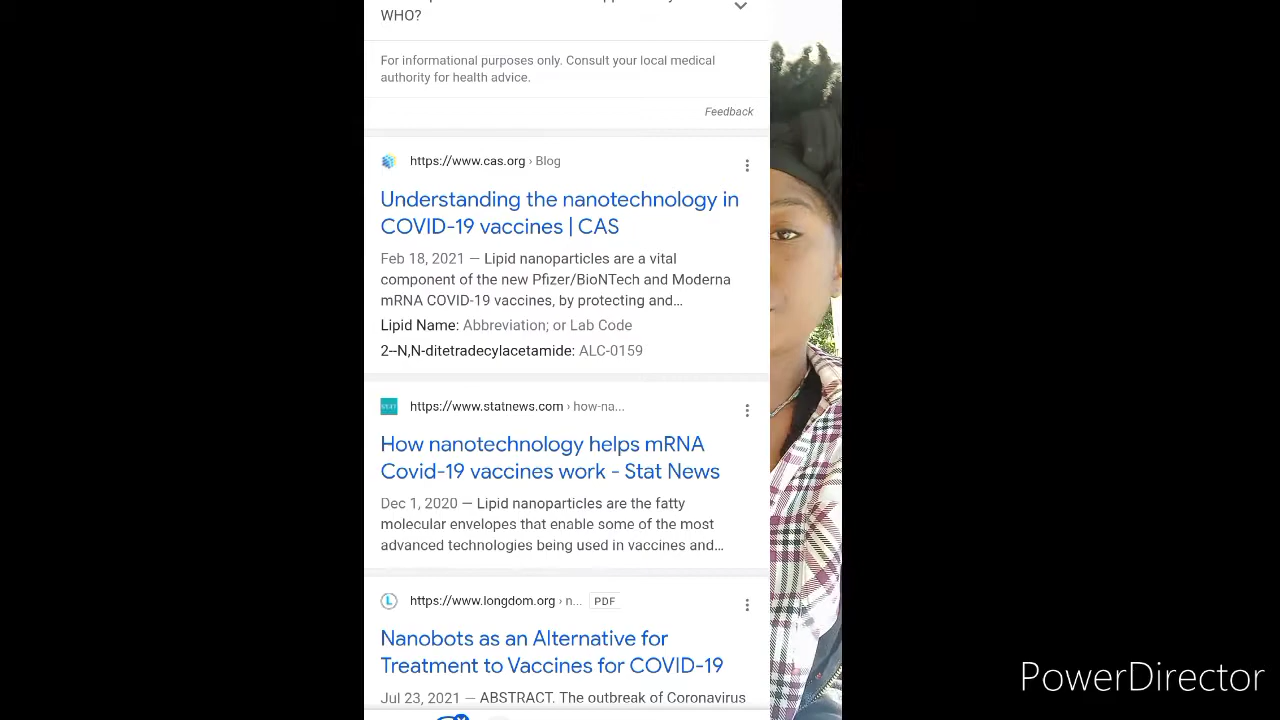 WHO?
For informational purposes only. Consult your local medical
authority for health advice.
Feedback
https://www.cas.org › Blog
Understanding the nanotechnology in
COVID-19 vaccines | CAS
Feb 18, 2021 — Lipid nanoparticles are a vital
component of the new Pfizer/BioNTech and Moderna
mRNA COVID-19 vaccines, by protecting and...
Lipid Name: Abbreviation; or Lab Code
2--N,N-ditetradecylacetamide: ALC-0159
https://www.statnews.com › how-na...
How nanotechnology helps mRNA
Covid-19 vaccines work - Stat News
Dec 1, 2020 — Lipid nanoparticles are the fatty
molecular envelopes that enable some of the most
advanced technologies being used in vaccines and...
https://www.longdom.org › n... PDF
Nanobots as an Alternative for
Treatment to Vaccines for COVID-19
Jul 23, 2021 — ABSTRACT. The outbreak of Coronavirus
PowerDirector